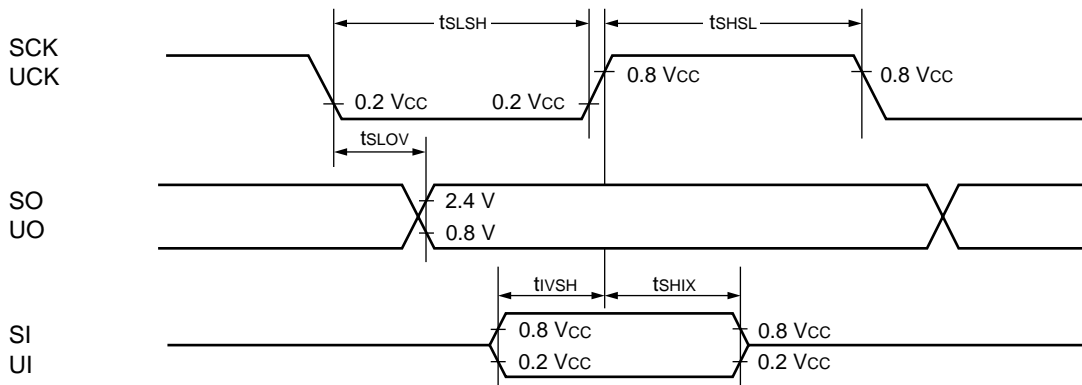 tSLSH tSHSL
SCK
UCK
0.2 VCC 0.2 VCC 0.8 VCC 0.8 VCC
tSLOV
SO
UO
2.4 V
0.8 V
tIVSH tSHIX
SI
UI
0.8 VCC 0.8 VCC
0.2 VCC 0.2 VCC